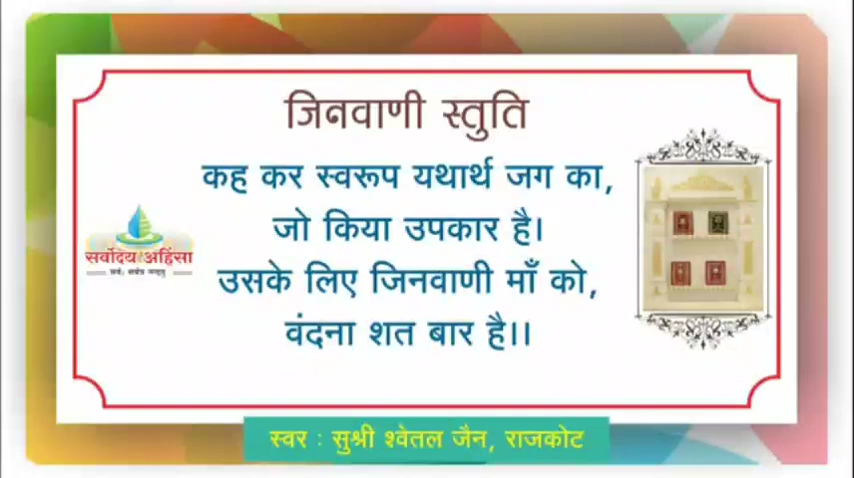 जिनवाणी स्तुति
कह कर स्वरूप यथार्थ जग का,
जो किया उपकार है।
उसके लिए जिनवाणी माँ को,
वंदना शत बार है।।
सर्वोदय अहिंसा
स्वर : सुश्री श्वेतल जैन, राजकोट